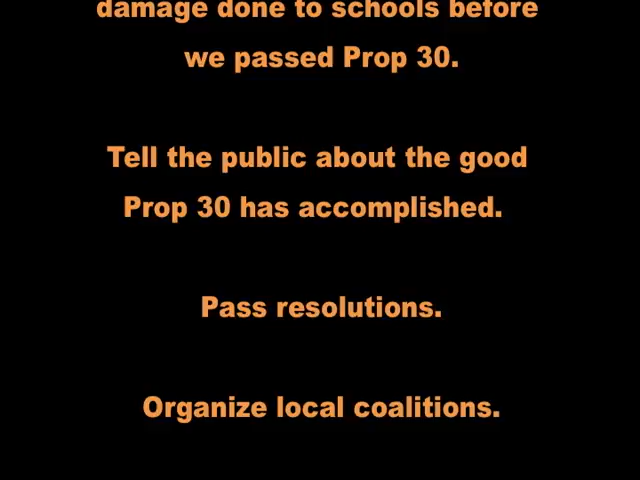 damage done to schools before
we passed Prop 30.
Tell the public about the good
Prop 30 has accomplished.
Pass resolutions.
Organize local coalitions.